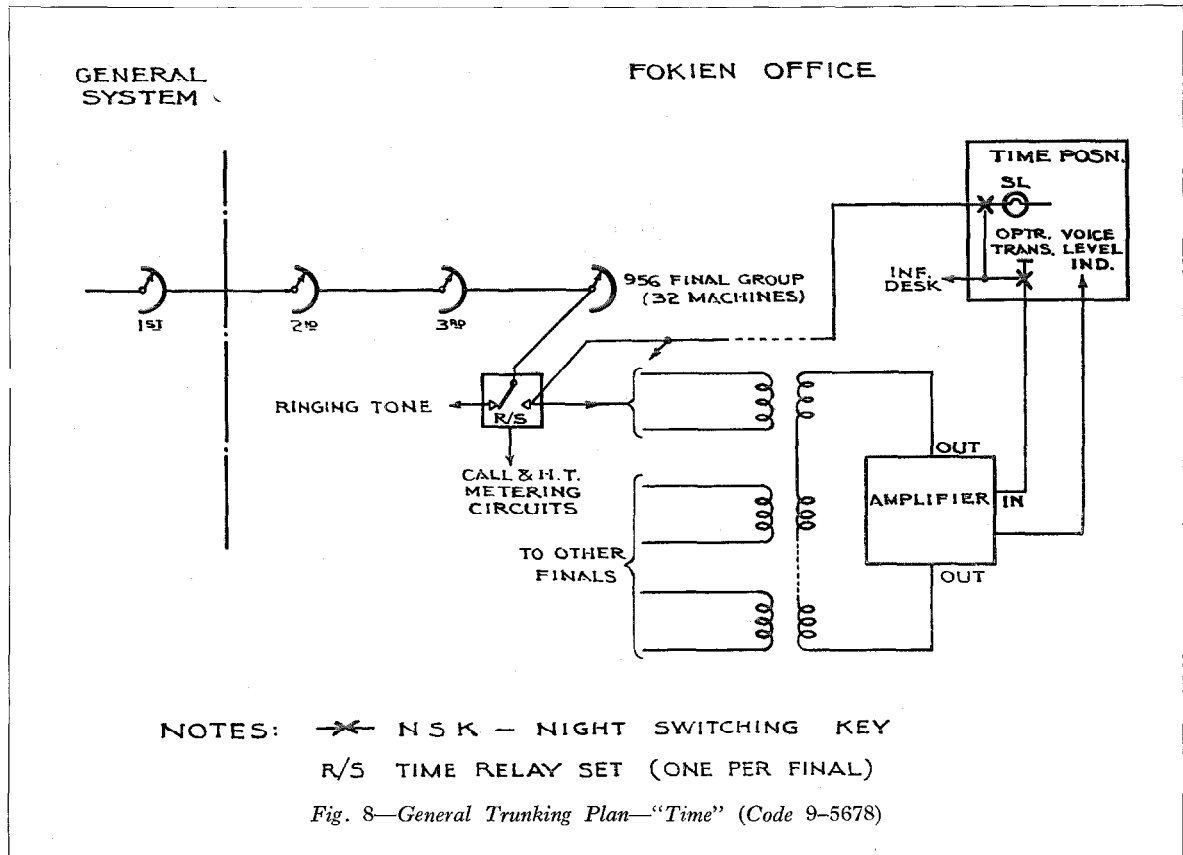 GENERAL
SYSTEM
FOKIEN OFFICE
TIME POSN.
SL
OPTR.
TRANS.
VOICE
LEVEL
IND.
INF.
DESK
956 FINAL GROUP
(32 MACHINES)
1ST
2ND
3RD
RINGING TONE
R/S
CALL & H.T.
METERING
CIRCUITS
OUT
AMPLIFIER
IN
OUT
TO OTHER
FINALS
NOTES: NSK — NIGHT SWITCHING KEY
R/S TIME RELAY SET (ONE PER FINAL)
Fig. 8—General Trunking Plan—“Time” (Code 9–5678)